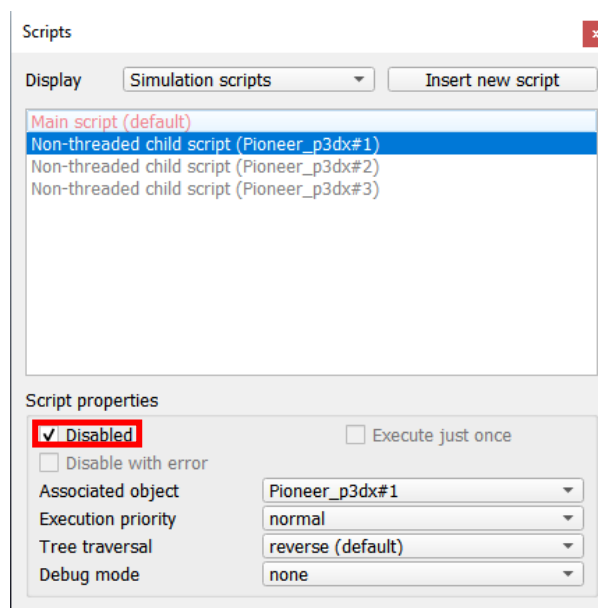 Scripts
Display Simulation scripts Insert new script
Main script (default)
Non-threaded child script (Pioneer_p3dx#1)
Non-threaded child script (Pioneer_p3dx#2)
Non-threaded child script (Pioneer_p3dx#3)
Script properties
Disabled Execute just once
Disable with error
Associated object Pioneer_p3dx#1
Execution priority normal
Tree traversal reverse (default)
Debug mode none